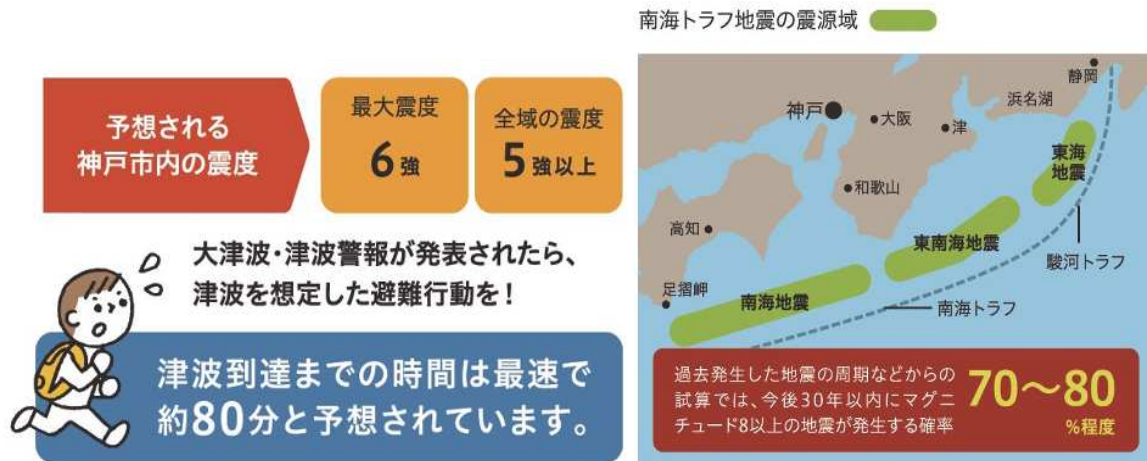 予想される
神戸市内の震度
最大震度
6強
全域の震度
5強以上
大津波・津波警報が発表されたら、
津波を想定した避難行動を!
津波到達までの時間は最速で
約80分と予想されています。
南海トラフ地震の震源域
静岡
浜名湖
神戸
大阪
津
東海
地震
和歌山
高知
東南海地震
駿河トラフ
足摺岬
南海地震
南海トラフ
過去発生した地震の周期などからの
試算では、今後30年以内にマグニ
チュード8以上の地震が発生する確率
70〜80
%程度